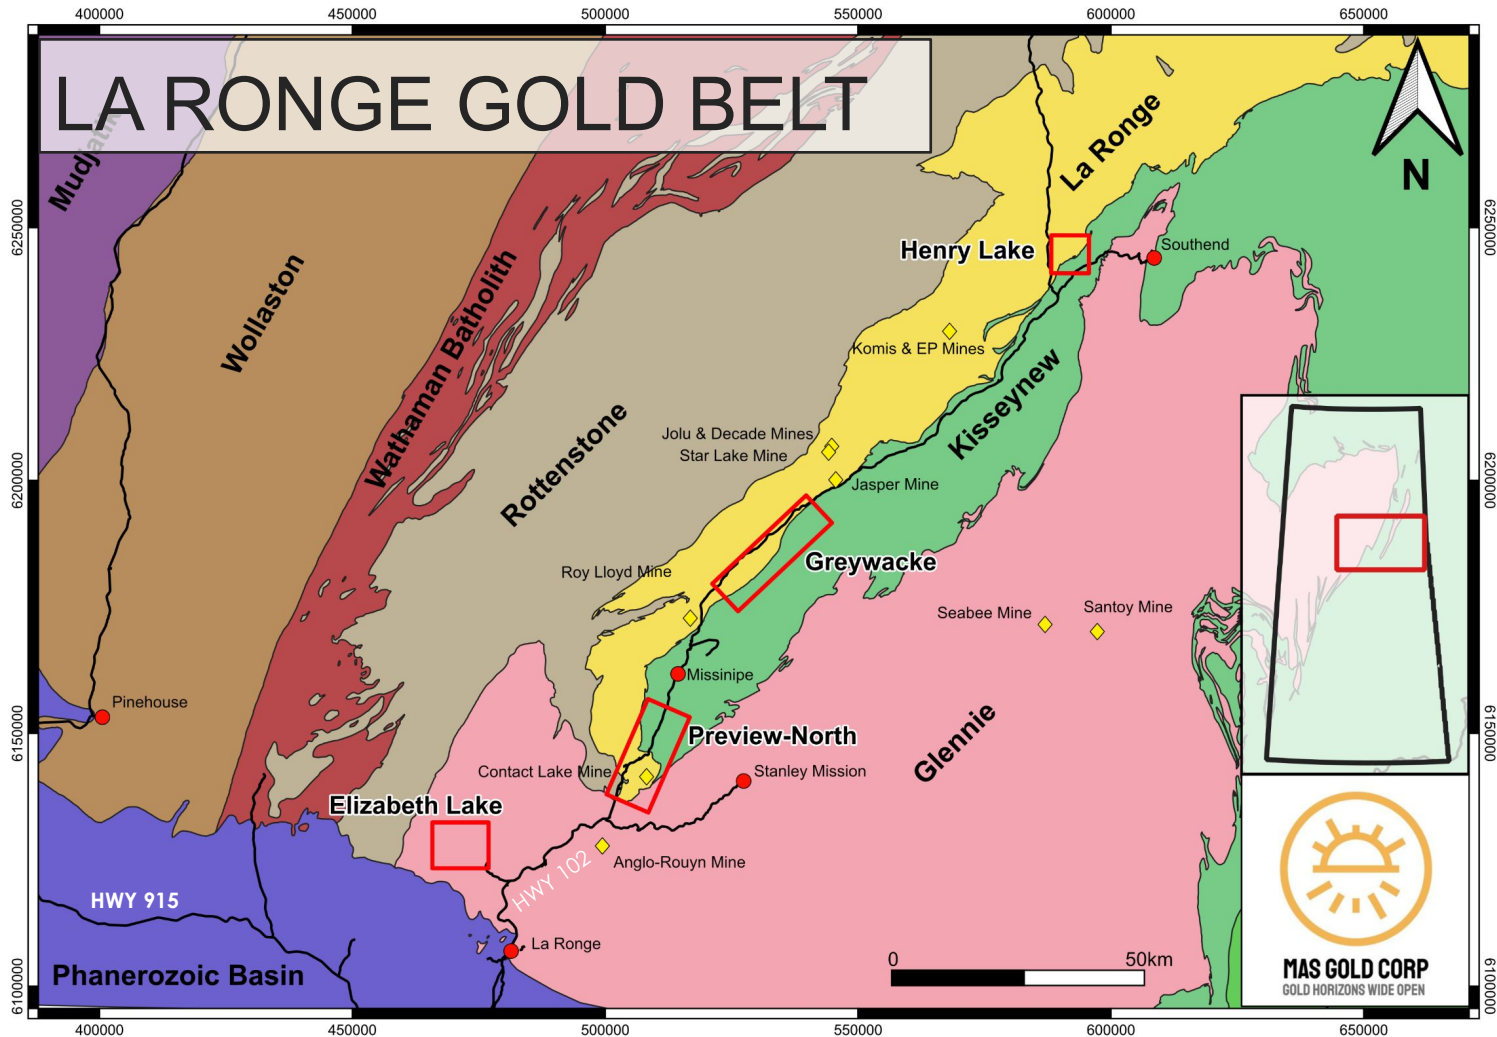 400000 450000 500000 550000 600000 650000
LA RONGE GOLD BELT
Mudjatik
La Ronge
N
6250000
6250000
Henry Lake
Southend
Wollaston
Wathaman Batholith
Komis & EP Mines
Kisseynew
Rottenstone
Jolu & Decade Mines
Star Lake Mine
Jasper Mine
6200000
6200000
Greywacke
Roy Lloyd Mine
Seabee Mine
Santoy Mine
Missinipe
Pinehouse
6150000
6150000
Preview-North
Glennie
Contact Lake Mine
Stanley Mission
Elizabeth Lake
Anglo-Rouyn Mine
HWY 102
HWY 915
La Ronge
Phanerozoic Basin
0 50km
MAS GOLD CORP
GOLD HORIZONS WIDE OPEN
6100000
6100000
400000 450000 500000 550000 600000 650000